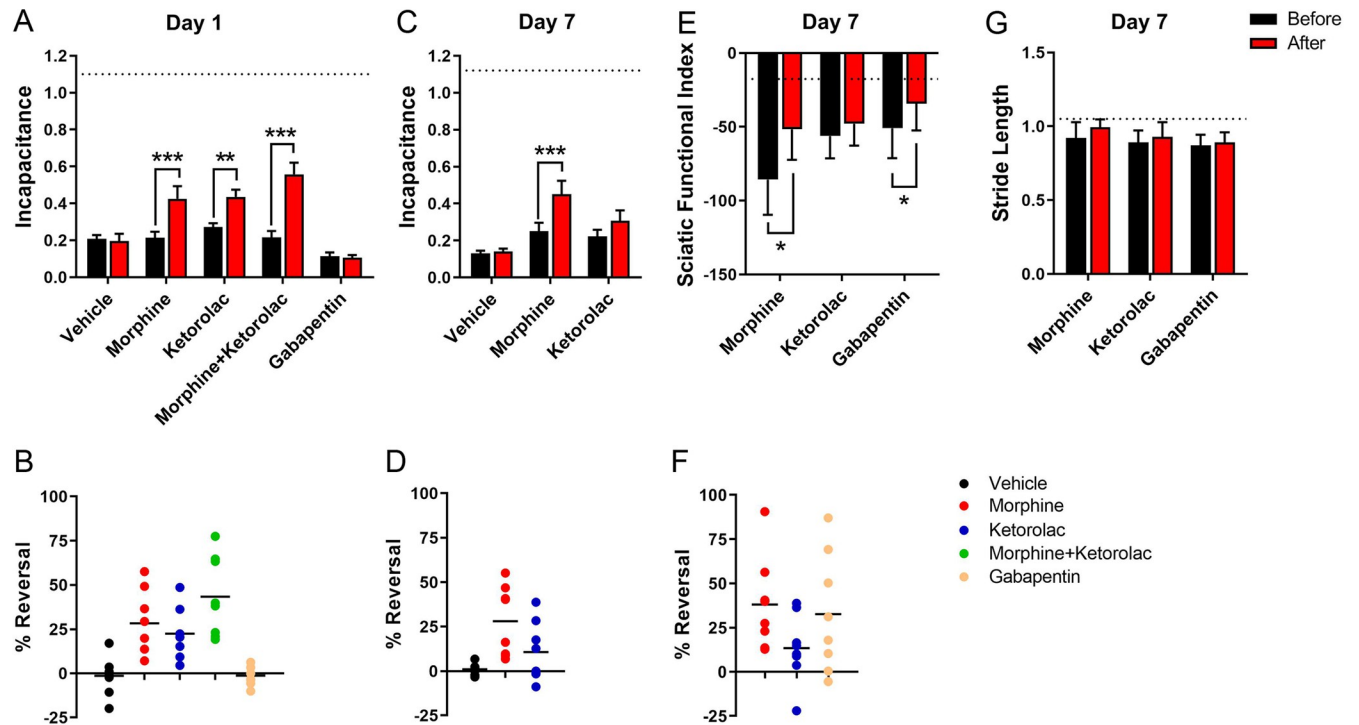 A
Day 1
Incapacitance
1.2
1.0
0.8
0.6
0.4
0.2
0.0
***
**
***
Vehicle
Morphine
Ketorolac
Morphine+Ketorolac
Gabapentin
C
Day 7
Incapacitance
1.2
1.0
0.8
0.6
0.4
0.2
0.0
***
Vehicle
Morphine
Ketorolac
E
Day 7
Sciatic Functional Index
0
-50
-100
-150
*
*
Morphine
Ketorolac
Gabapentin
G
Day 7
Stride Length
1.5
1.0
0.5
0.0
Morphine
Ketorolac
Gabapentin
Before
After
B
% Reversal
100
75
50
25
0
-25
D
% Reversal
100
75
50
25
0
-25
F
% Reversal
100
75
50
25
0
-25
Vehicle
Morphine
Ketorolac
Morphine+Ketorolac
Gabapentin